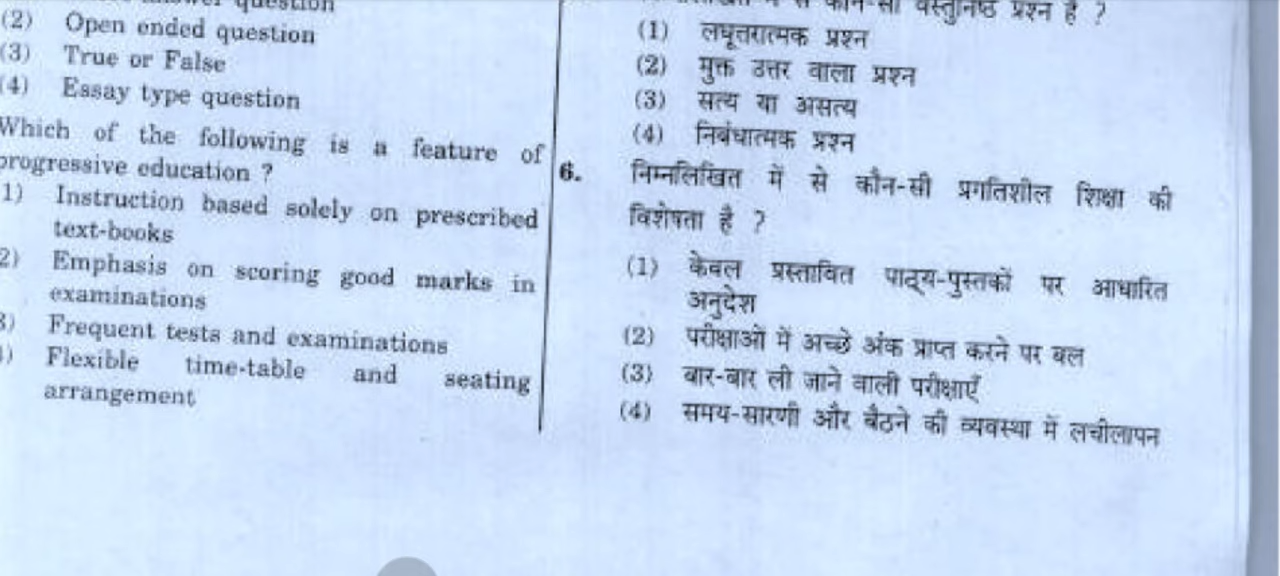 question
(2) Open ended question
(3) True or False
(4) Essay type question
Which of the following is a feature of
progressive education ?
1) Instruction based solely on prescribed
text-books
2) Emphasis on scoring good marks in
examinations
3) Frequent tests and examinations
) Flexible time-table and seating
arrangement
में से कौन-सा वस्तुनिष्ठ प्रश्न है ?
(1) लघूत्तरात्मक प्रश्न
(2) मुक्त उत्तर वाला प्रश्न
(3) सत्य या असत्य
(4) निबंधात्मक प्रश्न
6. निम्नलिखित में से कौन-सी प्रगतिशील शिक्षा की
विशेषता है ?
(1) केवल प्रस्तावित पाठ्य-पुस्तकों पर आधारित
अनुदेश
(2) परीक्षाओं में अच्छे अंक प्राप्त करने पर बल
(3) बार-बार ली जाने वाली परीक्षाएँ
(4) समय-सारणी और बैठने की व्यवस्था में लचीलापन